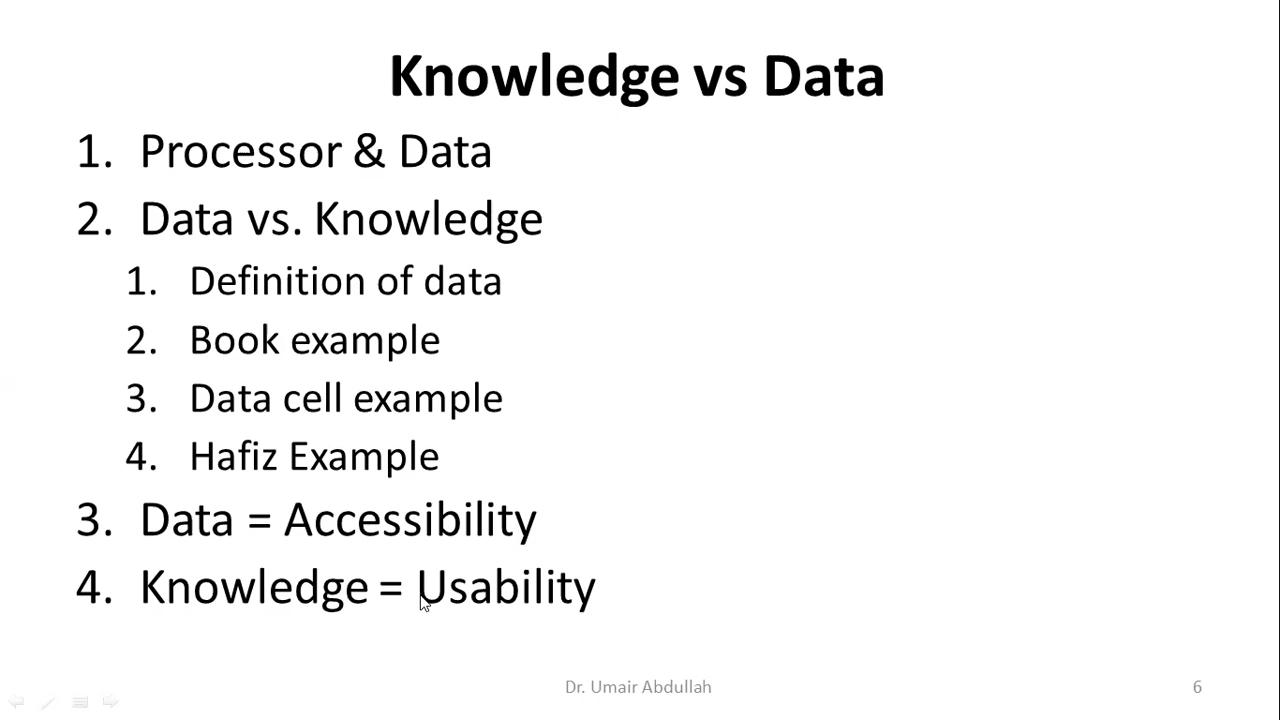 Knowledge vs Data
1. Processor & Data
2. Data vs. Knowledge
1. Definition of data
2. Book example
3. Data cell example
4. Hafiz Example
3. Data = Accessibility
4. Knowledge = Usability
Dr. Umair Abdullah
6